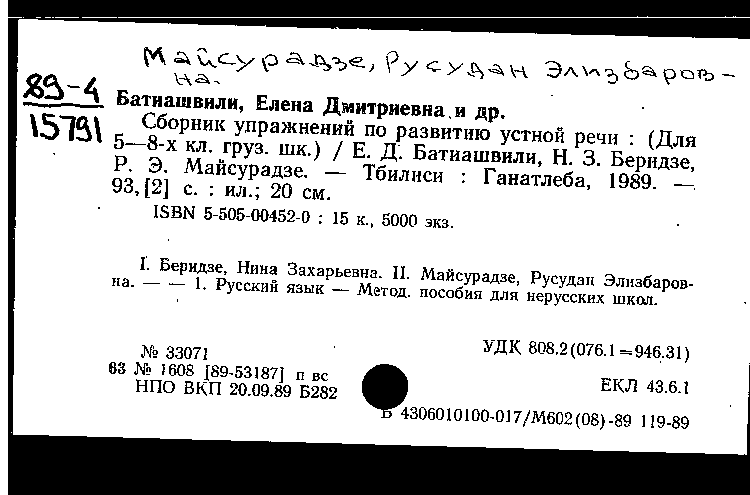 Майсурадзе, Русудан Элизбаров-
на.
89-4
15791
Батиашвили, Елена Дмитриевна и др.
Сборник упражнений по развитию устной речи : (Для
5—8-х кл. груз. шк.) / Е. Д. Батиашвили, Н. З. Беридзе,
Р. Э. Майсурадзе. — Тбилиси : Ганатлеба, 1989. —
93, [2] с. : ил.; 20 см.
ISBN 5-505-00452-0 : 15 к., 5000 экз.
I. Беридзе, Нина Захарьевна. II. Майсурадзе, Русудан Элизбаров-
на. — — 1. Русский язык — Метод. пособия для нерусских школ.
№ 33071
63 № 1608 [89-53187] п вс
НПО ВКП 20.09.89 Б282
УДК 808.2(076.1=946.31)
ЕКЛ 43.6.1
Б 4306010100-017/М602(08)-89 119-89